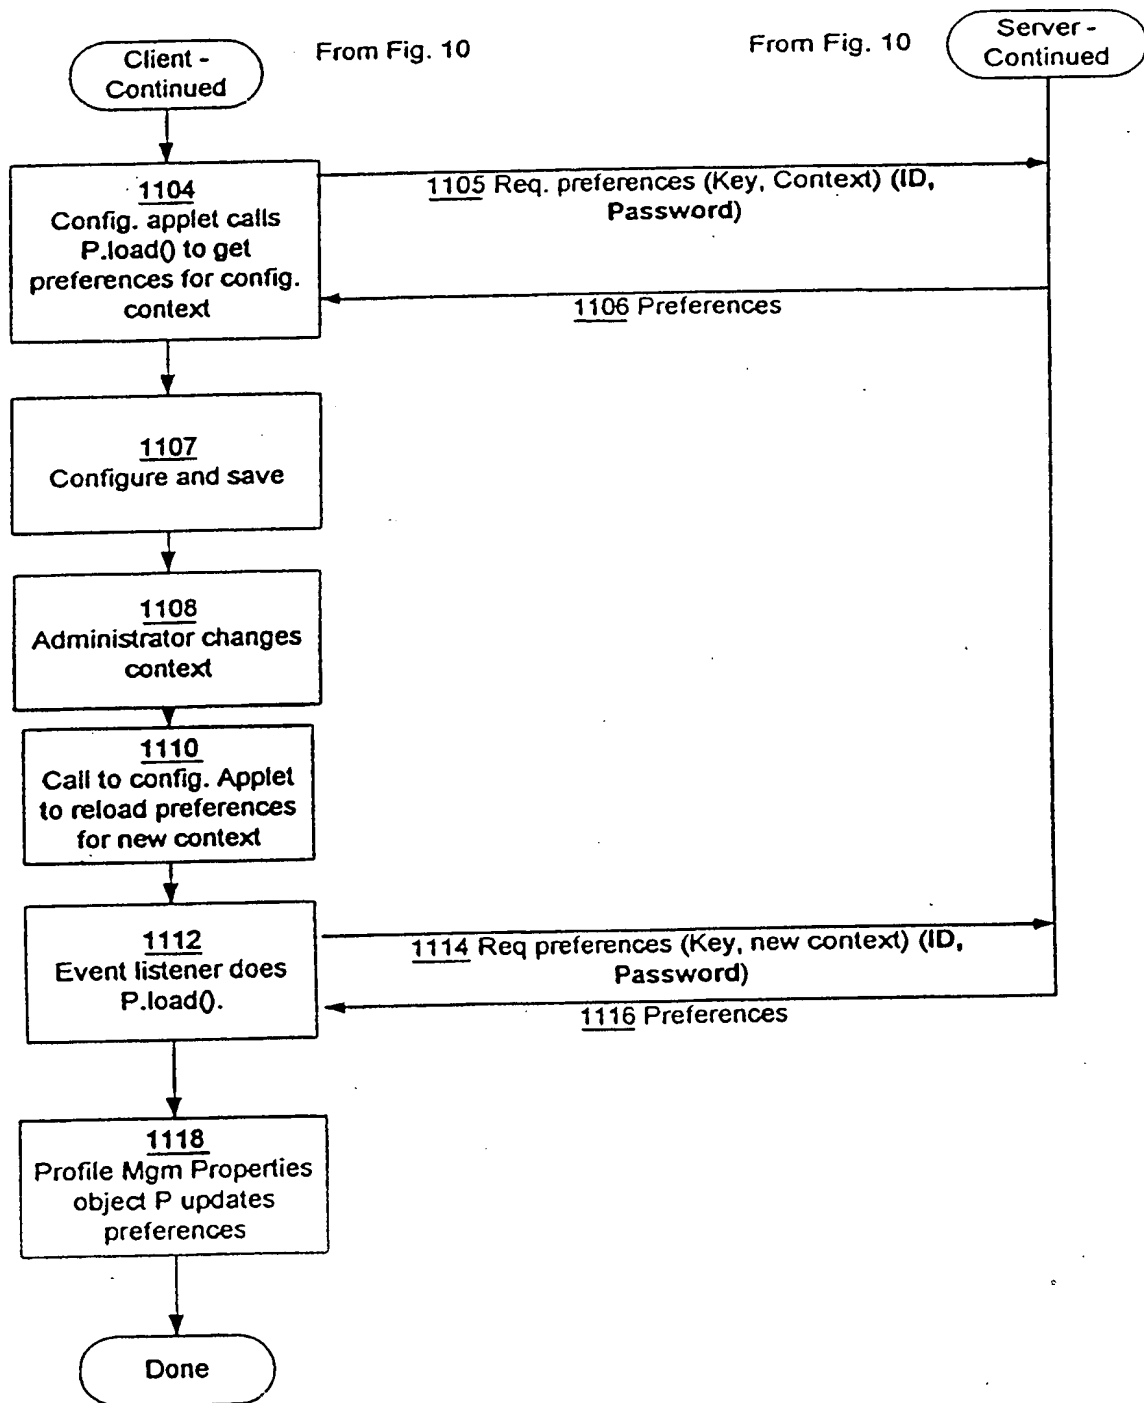 Client -
Continued
From Fig. 10
From Fig. 10
Server -
Continued
1104
Config. applet calls
P.load() to get
preferences for config.
context
1105 Req. preferences (Key, Context) (ID,
Password)
1106 Preferences
1107
Configure and save
1108
Administrator changes
context
1110
Call to config. Applet
to reload preferences
for new context
1112
Event listener does
P.load().
1114 Req preferences (Key, new context) (ID,
Password)
1116 Preferences
1118
Profile Mgm Properties
object P updates
preferences
Done